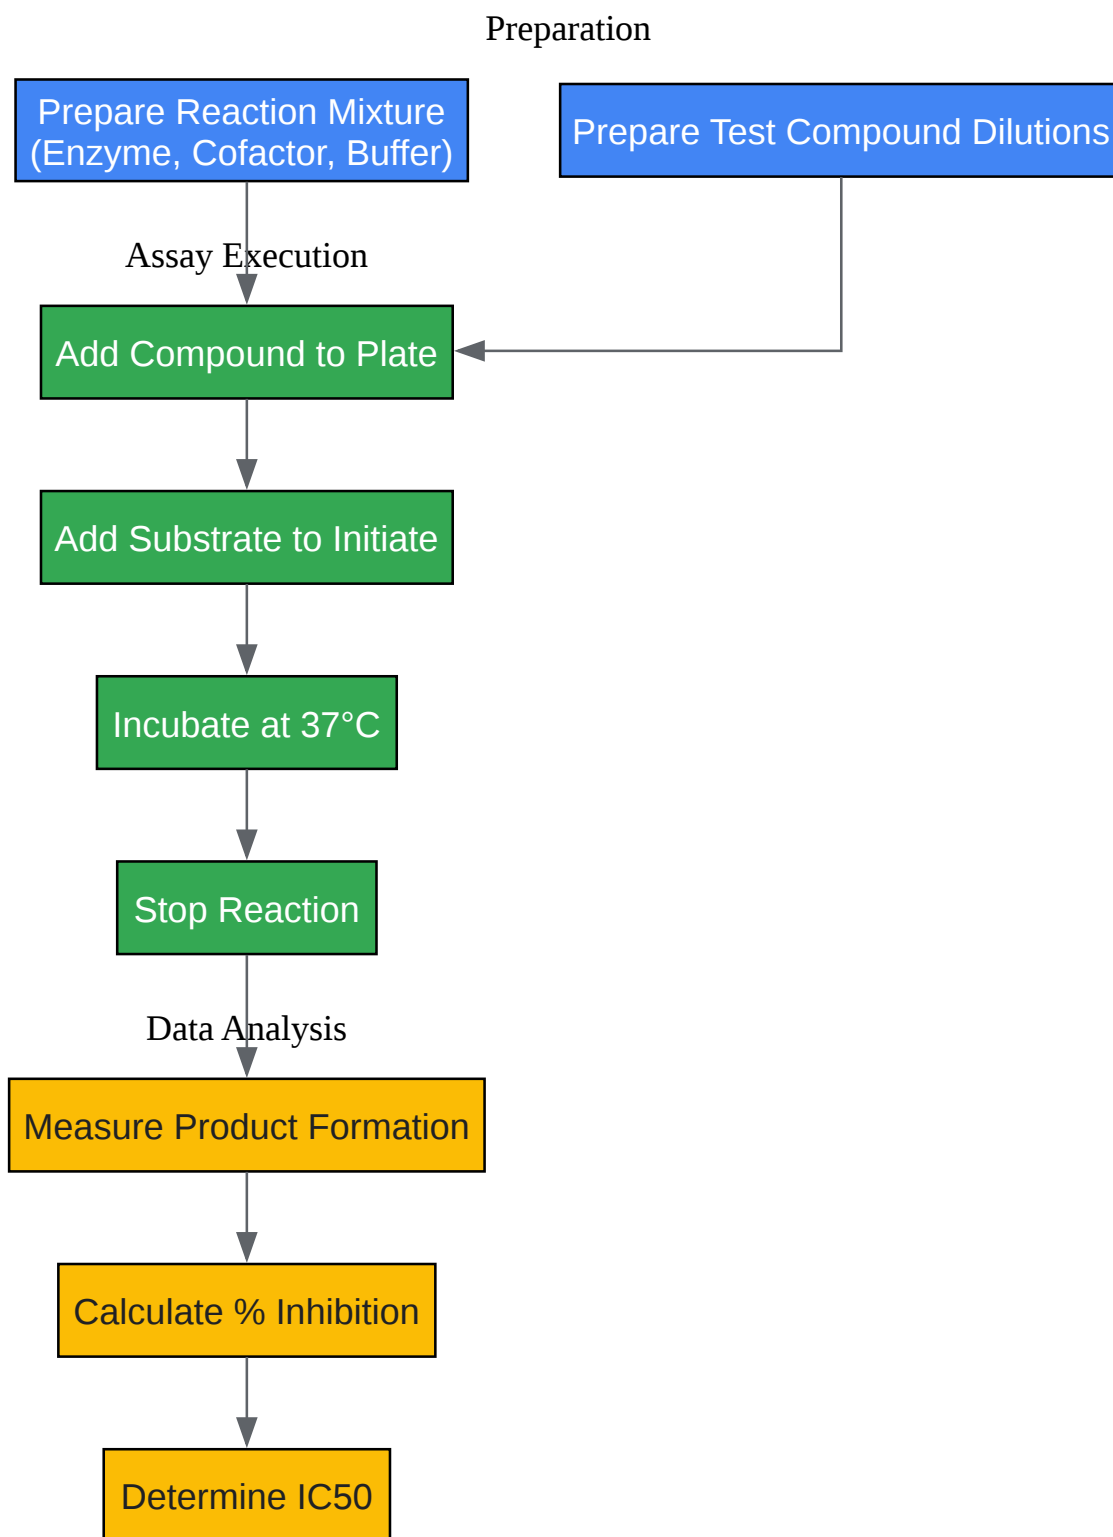 Preparation
Prepare Reaction Mixture
(Enzyme, Cofactor, Buffer)
Prepare Test Compound Dilutions
Assay Execution
Add Compound to Plate
Add Substrate to Initiate
Incubate at 37°C
Stop Reaction
Data Analysis
Measure Product Formation
Calculate % Inhibition
Determine IC50